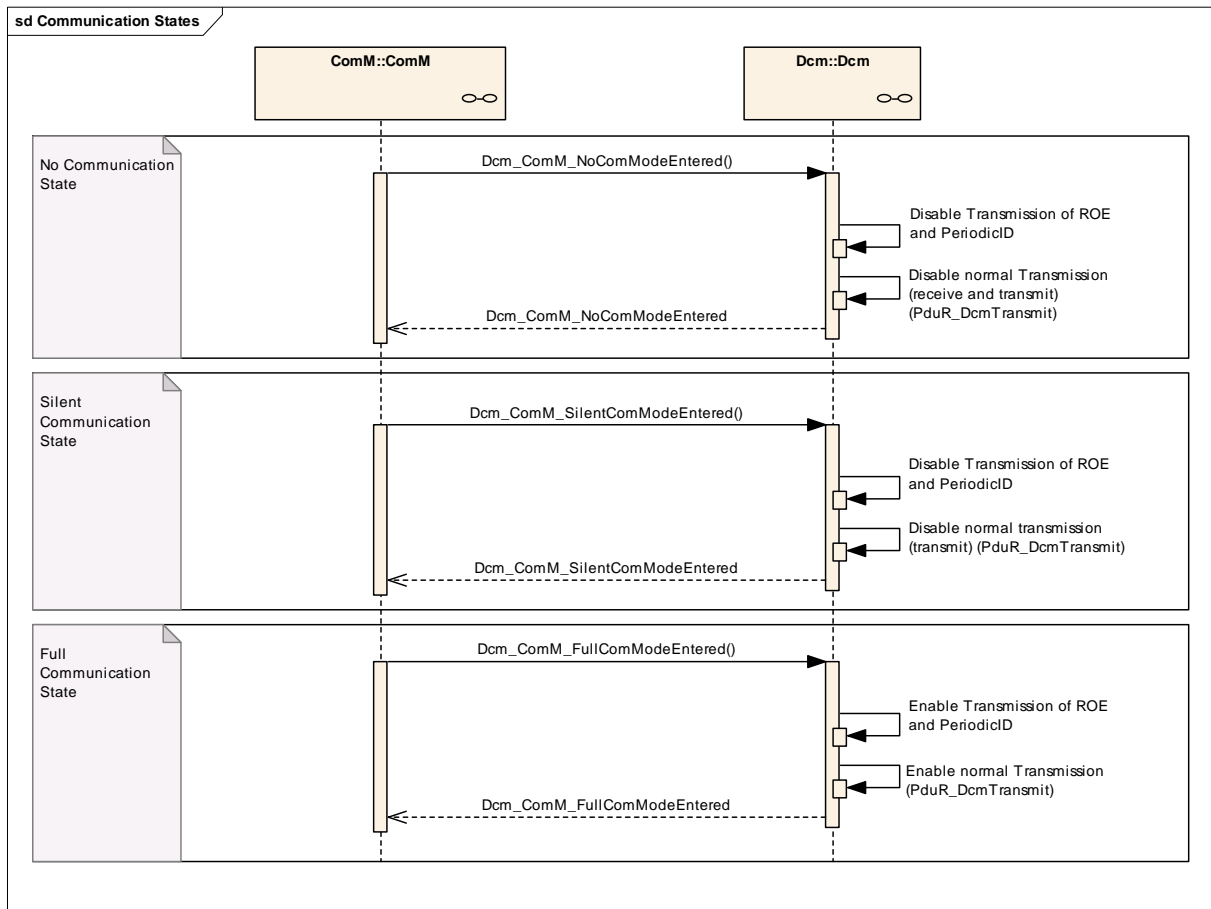 sd Communication States
ComM::ComM
Dcm::Dcm
No Communication
State
Dcm_ComM_NoComModeEntered()
Disable Transmission of ROE
and PeriodicID
Disable normal Transmission
(receive and transmit)
(PduR_DcmTransmit)
Dcm_ComM_NoComModeEntered
Silent
Communication
State
Dcm_ComM_SilentComModeEntered()
Disable Transmission of ROE
and PeriodicID
Disable normal transmission
(transmit) (PduR_DcmTransmit)
Dcm_ComM_SilentComModeEntered
Full
Communication
State
Dcm_ComM_FullComModeEntered()
Enable Transmission of ROE
and PeriodicID
Enable normal Transmission
(PduR_DcmTransmit)
Dcm_ComM_FullComModeEntered